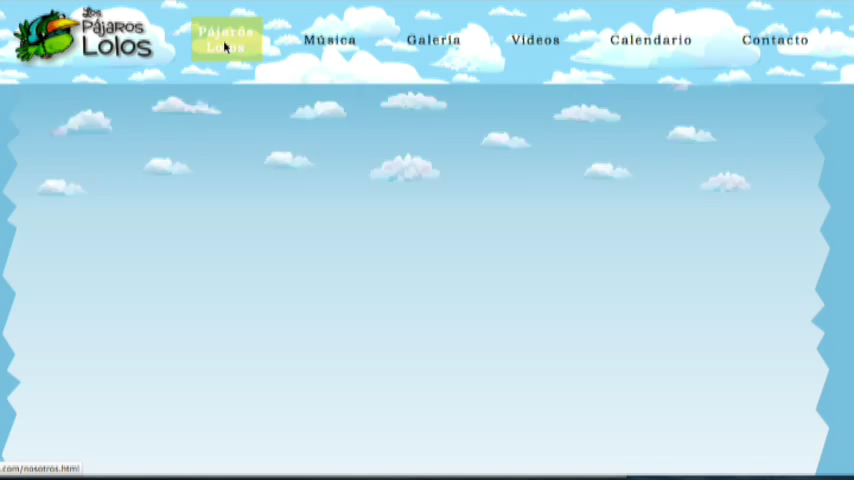 Los
Pájaros
Lolos
Pájaros
Lolos
Música
Galería
Videos
Calendario
Contacto
.com/nosotros.html